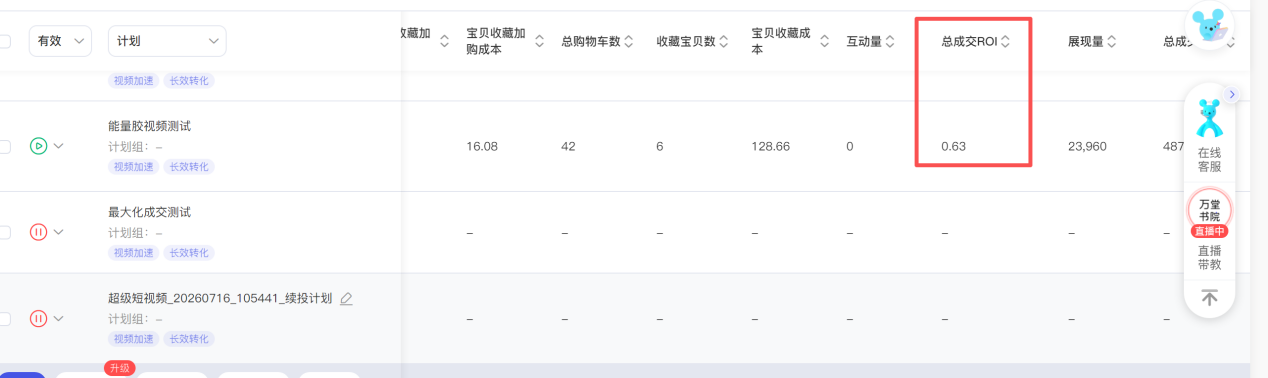 有效
计划
收藏加
宝贝收藏加购成本
总购物车数
收藏宝贝数
宝贝收藏成本
互动量
总成交ROI
展现量
总成
视频加速 长效转化
能量胶视频测试
计划组：–
视频加速 长效转化
16.08 42 6 128.66 0 0.63 23,960 487
最大化成交测试
计划组：–
视频加速 长效转化
– – – – – – – –
超级短视频_20260716_105441_续投计划
计划组：–
视频加速 长效转化
– – – – – – – –
升级
在线
客服
万堂
书院
直播中
直播
带教